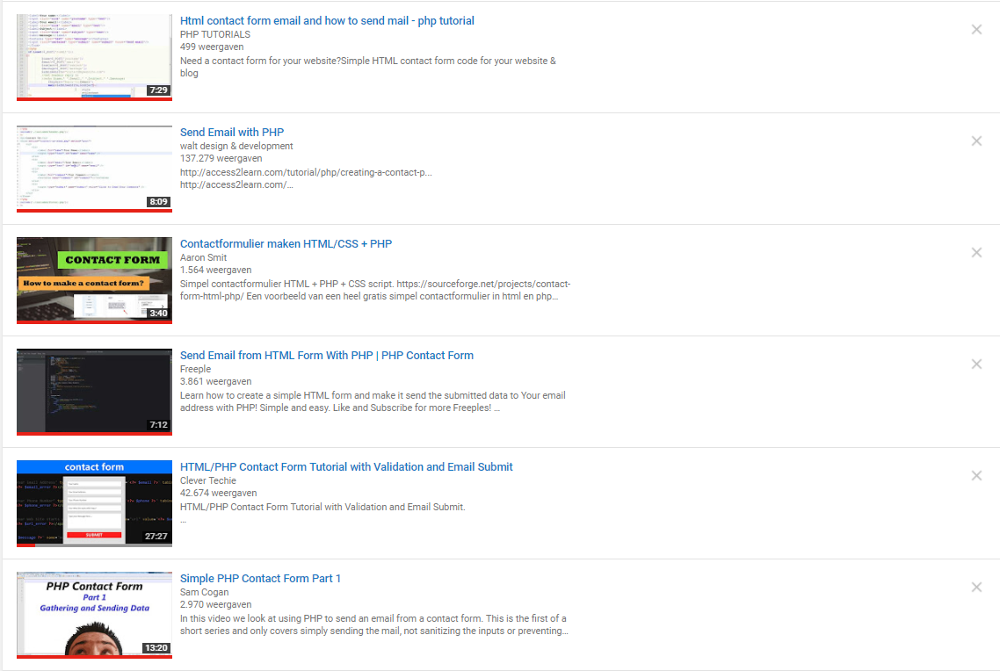 Html contact form email and how to send mail - php tutorial
PHP TUTORIALS
499 weergaven
Need a contact form for your website?Simple HTML contact form code for your website &
blog
7:29
Send Email with PHP
walt design & development
137.279 weergaven
http://access2learn.com/tutorial/php/creating-a-contact-p...
http://access2learn.com/...
8:09
CONTACT FORM
How to make a contact form?
3:40
Contactformulier maken HTML/CSS + PHP
Aaron Smit
1.564 weergaven
Simpel contactformulier HTML + PHP + CSS script. https://sourceforge.net/projects/contact-
form-html-php/ Een voorbeeld van een heel gratis simpel contactformulier in html en php...
Send Email from HTML Form With PHP | PHP Contact Form
Freeple
3.861 weergaven
Learn how to create a simple HTML form and make it send the submitted data to Your email
address with PHP! Simple and easy. Like and Subscribe for more Freeples! ...
7:12
contact form
SUBMIT
27:27
HTML/PHP Contact Form Tutorial with Validation and Email Submit
Clever Techie
42.674 weergaven
HTML/PHP Contact Form Tutorial with Validation and Email Submit.
...
PHP Contact Form
Part 1
Gathering and Sending Data
13:20
Simple PHP Contact Form Part 1
Sam Cogan
2.970 weergaven
In this video we look at using PHP to send an email from a contact form. This is the first of a
short series and only covers simply sending the mail, not sanitizing the inputs or preventing...